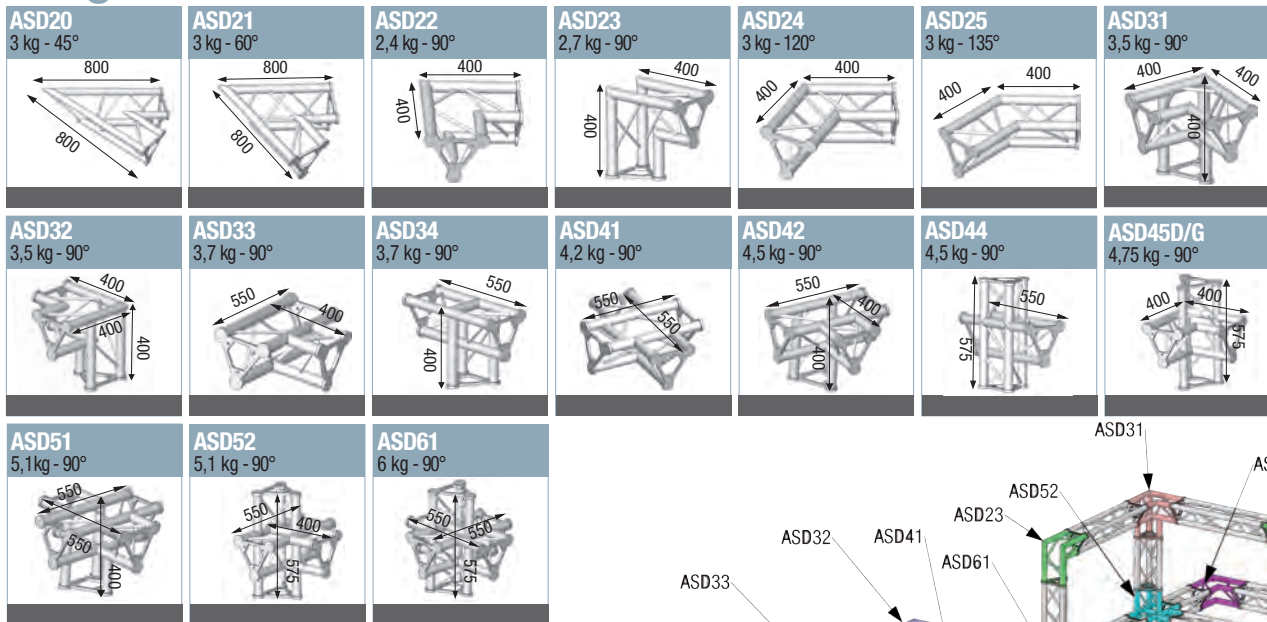 ASD20
3 kg - 45°
800
800
ASD21
3 kg - 60°
800
800
ASD22
2,4 kg - 90°
400
400
ASD23
2,7 kg - 90°
400
400
ASD24
3 kg - 120°
400
400
ASD25
3 kg - 135°
400
400
ASD31
3,5 kg - 90°
400
400
400
ASD32
3,5 kg - 90°
400
400
400
ASD33
3,7 kg - 90°
550
400
ASD34
3,7 kg - 90°
550
400
ASD41
4,2 kg - 90°
550
550
ASD42
4,5 kg - 90°
550
400
400
ASD44
4,5 kg - 90°
550
575
ASD45D/G
4,75 kg - 90°
400
400
575
ASD51
5,1kg - 90°
550
550
400
ASD52
5,1 kg - 90°
550
400
575
ASD61
6 kg - 90°
550
550
575
ASD31
ASD52
ASD23
ASD32
ASD41
ASD61
ASD33